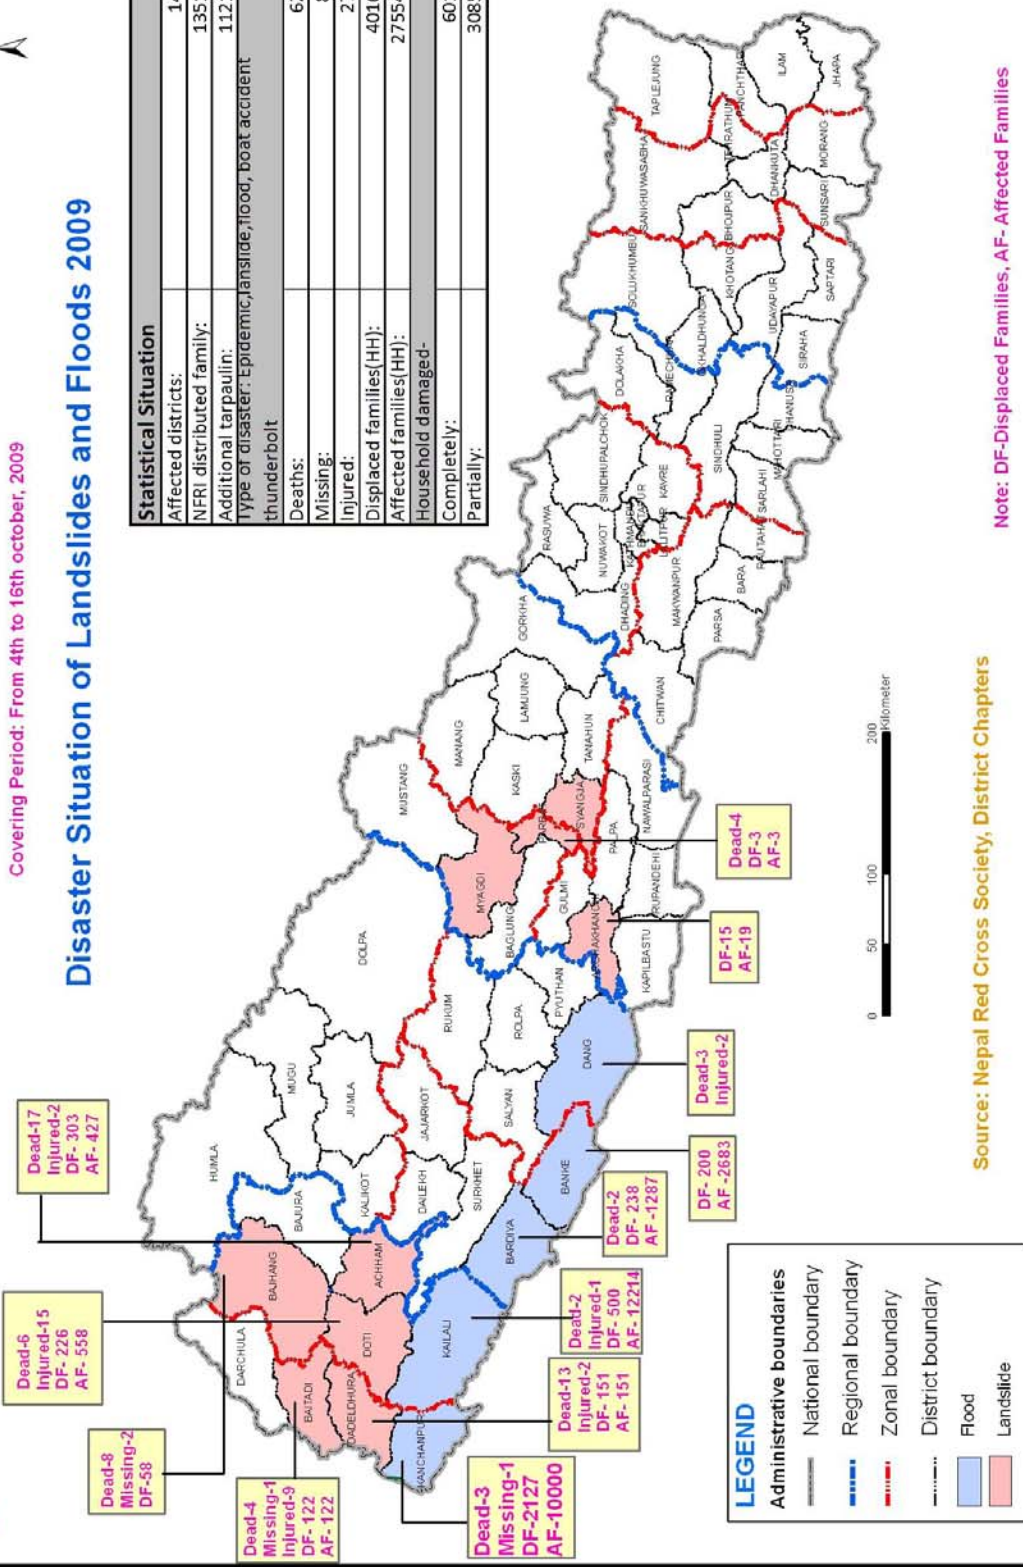 Covering Period: From 4th to 16th october, 2009
Disaster Situation of Landslides and Floods 2009
Statistical Situation
Affected districts:
NFRI distributed family:
Additional tarpaulin:
Type of disaster: Epidemic,lanslide,flood, boat accident
thunderbolt
Deaths:
Missing:
Injured:
Displaced families(HH):
Affected families(HH):
Household damaged-
Completely:
Partially:
Dead-17
Injured-2
DF- 303
AF- 427
Dead-6
Injured-15
DF- 226
AF- 558
Dead-8
Missing-2
DF-58
Dead-4
Missing-1
Injured-9
DF- 122
AF- 122
Dead-3
Missing-1
DF-2127
AF-10000
Dead-13
Injured-2
DF- 151
AF- 151
Dead-2
Injured-1
DF- 500
AF- 12214
Dead-2
DF- 238
AF -1287
DF- 200
AF -2683
Dead-3
Injured-2
DF-15
AF-19
Dead-4
DF-3
AF-3
DARCHULA
BAJHANG
HUMLA
BAITADI
DADELDHURA
DOTI
ACHHAM
BAJURA
MUGU
KANCHANPUR
KAILALI
KALIKOT
JUMLA
DOLPA
DAILEKH
JAJARKOT
RUKUM
SURKHET
SALYAN
ROLPA
BARDIYA
BANKE
DANG
PYUTHAN
MUSTANG
MYAGDI
BAGLUNG
GULMI
PALPA
SYANGJA
KAPILBASTU
RUPANDEHI
NAWALPARASI
MANANG
KASKI
LAMJUNG
TANAHUN
GORKHA
CHITWAN
DHADING
RASUWA
NUWAKOT
SINDHUPALCHOK
KAVRE
LALITPUR
MAKWANPUR
PARSA
BARA
SARLAHI
SINDHULI
DOLAKHA
SIRAHA
SOLUKHUMBU
KHOTANG
UDAYAPUR
SAPTARI
SANKHUWASABHA
BHOJPUR
DHANKUTA
SUNSARI
MORANG
TAPLEJUNG
ILAM
JHAPA
0 50 100 200
Kilometer
LEGEND
Administrative boundaries
National boundary
Regional boundary
Zonal boundary
District boundary
Flood
Landslide
Source: Nepal Red Cross Society, District Chapters
Note: DF-Displaced Families, AF- Affected Families